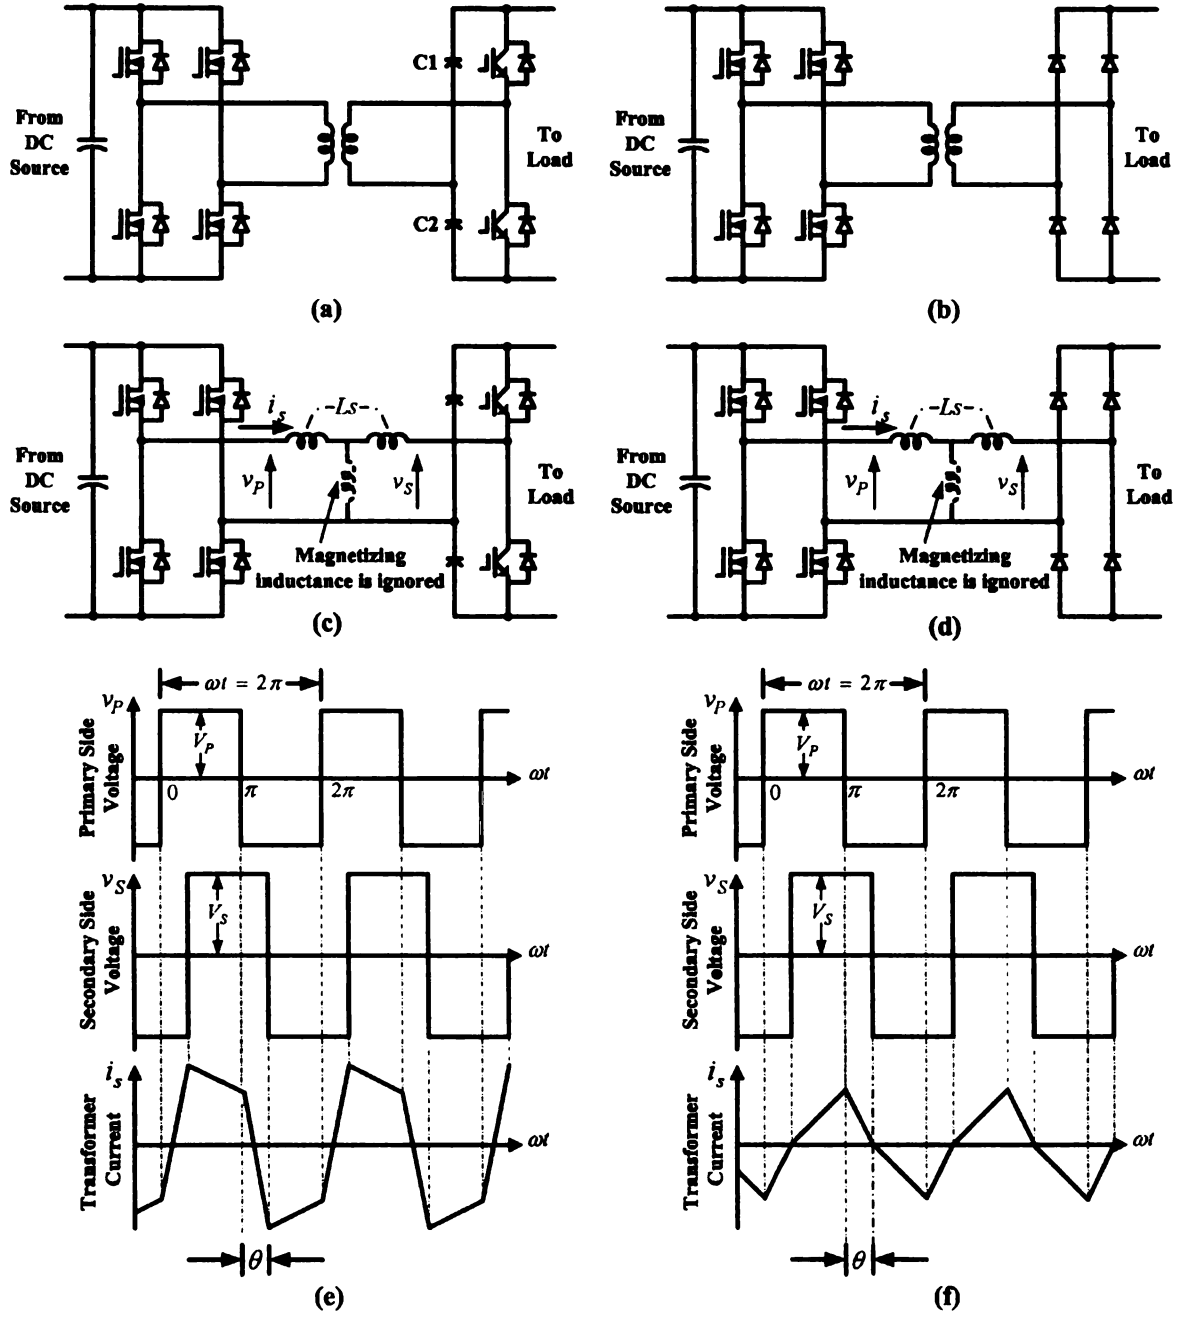 From
DC
Source
C1
C2
To
Load
(a)
From
DC
Source
To
Load
(b)
From
DC
Source
i_s
-Ls-
v_P
v_S
Magnetizing
inductance is ignored
To
Load
(c)
From
DC
Source
i_s
-Ls-
v_P
v_S
Magnetizing
inductance is ignored
To
Load
(d)
ωt = 2π
v_P
V_P
Primary Side
Voltage
0
π
2π
ωt
v_S
V_S
Secondary Side
Voltage
ωt
i_s
Transformer
Current
ωt
θ
(e)
ωt = 2π
v_P
V_P
Primary Side
Voltage
0
π
2π
ωt
v_S
V_S
Secondary Side
Voltage
ωt
i_s
Transformer
Current
ωt
θ
(f)